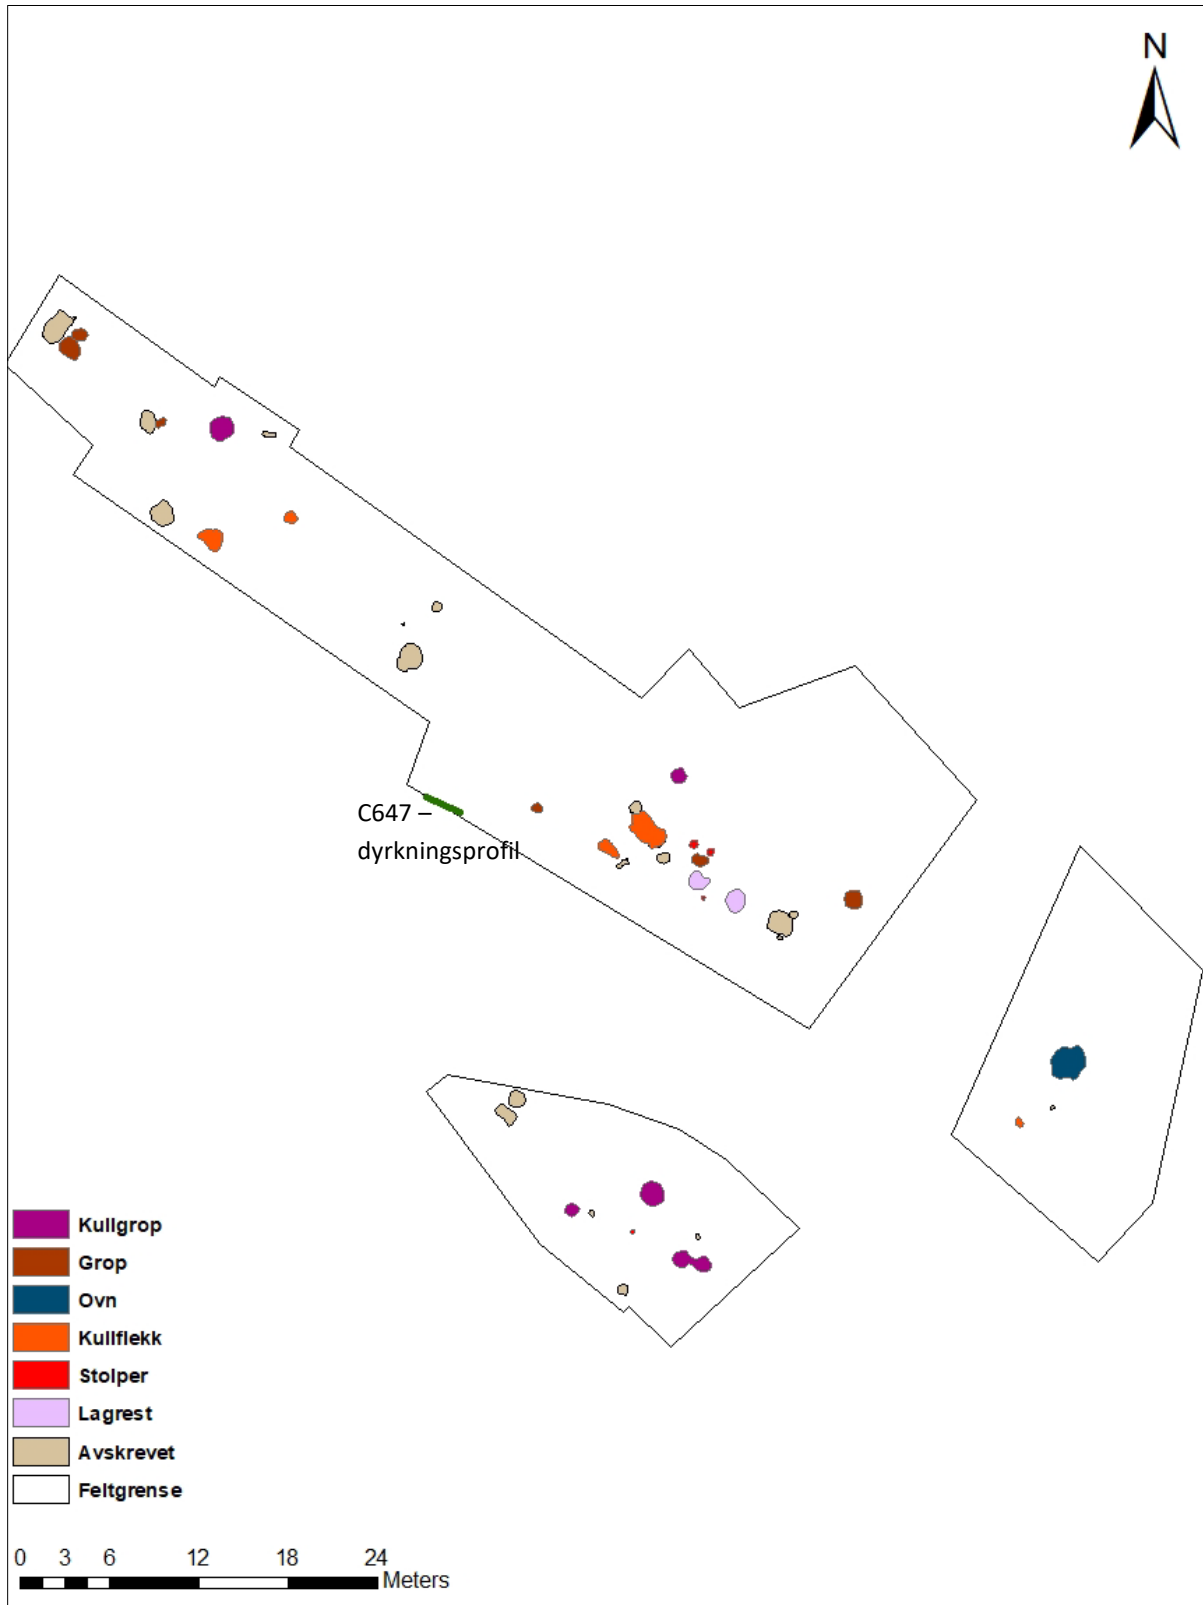 N
C647 –
dyrkningsprofil
Kullgrop
Grop
Ovn
Kullflekk
Stolper
Lagrest
Avskrevet
Feltgrense
0 3 6 12 18 24
Meters